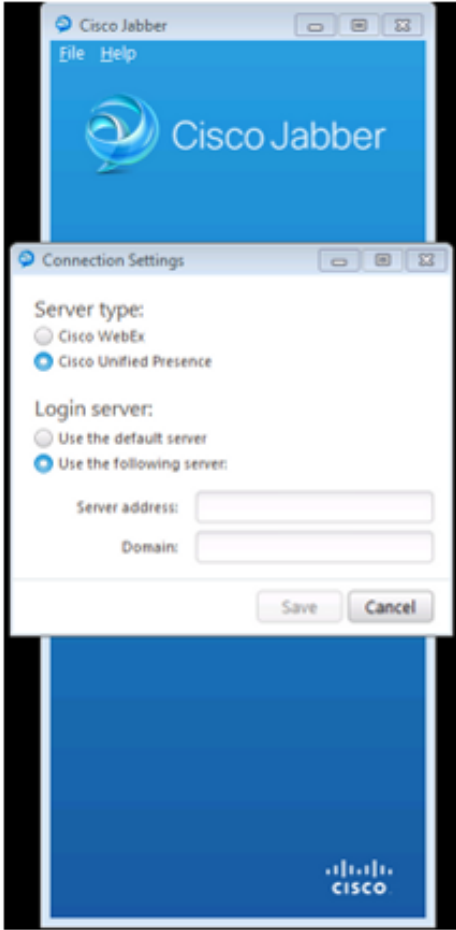 Cisco Jabber
File Help
Cisco Jabber
Connection Settings
Server type:
Cisco WebEx
Cisco Unified Presence
Login server:
Use the default server
Use the following server:
Server address:
Domain:
Save Cancel
CISCO